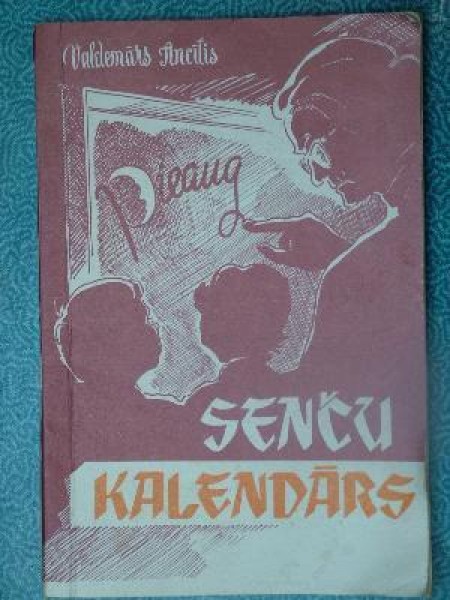 Valdemārs Ancītis
pieaug
SENČU
KALENDĀRS